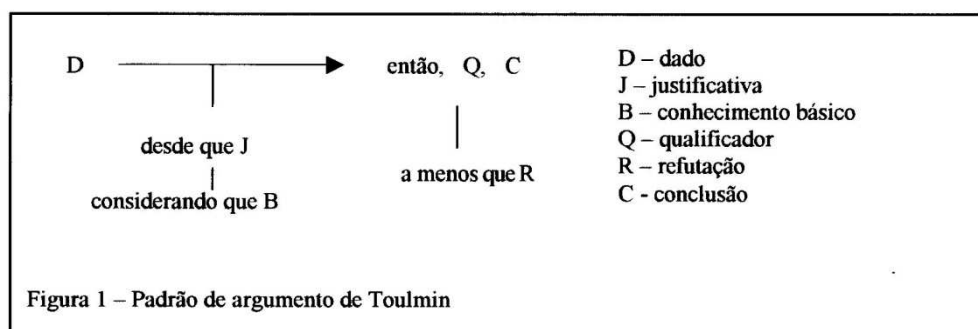 D então, Q, C
desde que J
considerando que B
a menos que R
D – dado
J – justificativa
B – conhecimento básico
Q – qualificador
R – refutação
C - conclusão
Figura 1 – Padrão de argumento de Toulmin